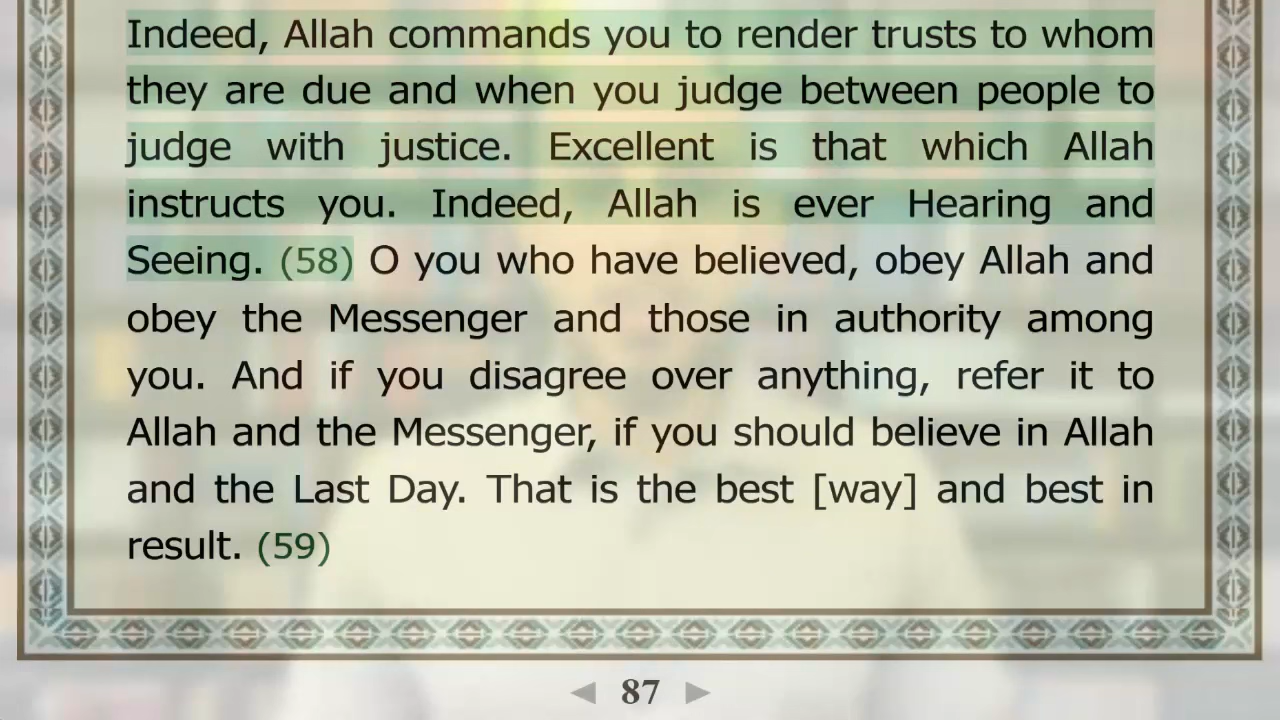 Indeed, Allah commands you to render trusts to whom
they are due and when you judge between people to
judge with justice. Excellent is that which Allah
instructs you. Indeed, Allah is ever Hearing and
Seeing. (58) O you who have believed, obey Allah and
obey the Messenger and those in authority among
you. And if you disagree over anything, refer it to
Allah and the Messenger, if you should believe in Allah
and the Last Day. That is the best [way] and best in
result. (59)
87